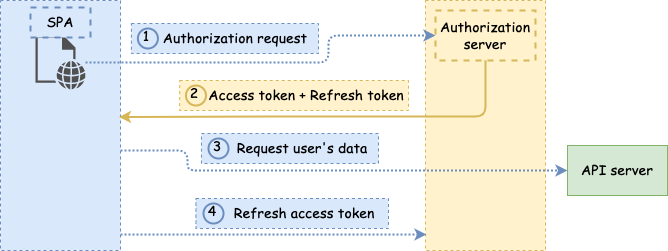 SPA
1 Authorization request
Authorization
server
2 Access token + Refresh token
3 Request user's data
API server
4 Refresh access token